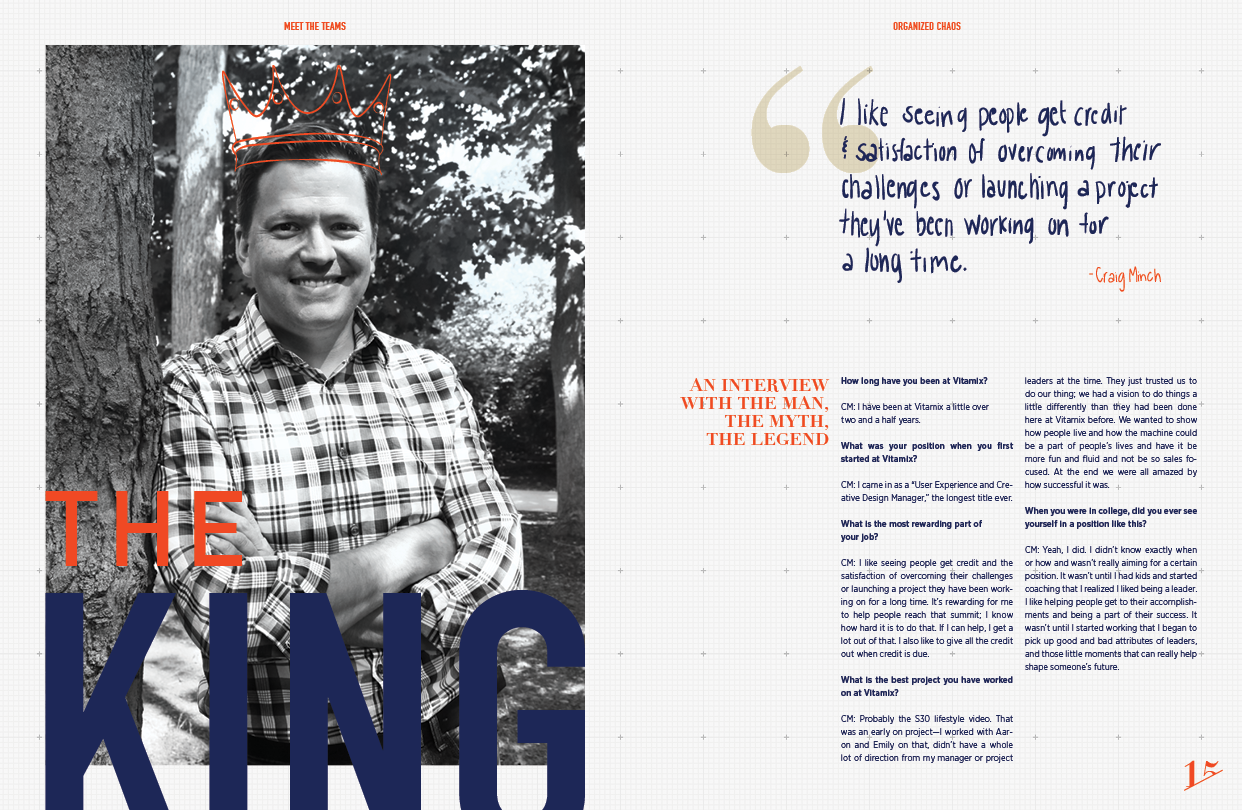 MEET THE TEAMS
THE
KING
ORGANIZED CHAOS
“
I like seeing people get credit
& satisfaction of overcoming their
challenges or launching a project
they've been working on for
a long time.
- Craig Minch
AN INTERVIEW
WITH THE MAN,
THE MYTH,
THE LEGEND
How long have you been at Vitamix?
CM: I have been at Vitamix a little over
two and a half years.
What was your position when you first
started at Vitamix?
CM: I came in as a “User Experience and Cre-
ative Design Manager,” the longest title ever.
What is the most rewarding part of
your job?
CM: I like seeing people get credit and the
satisfaction of overcoming their challenges
or launching a project they have been work-
ing on for a long time. It’s rewarding for me
to help people reach that summit; I know
how hard it is to do that. If I can help, I get a
lot out of that. I also like to give all the credit
out when credit is due.
What is the best project you have worked
on at Vitamix?
CM: Probably the S30 lifestyle video. That
was an early on project—I worked with Aar-
on and Emily on that, didn’t have a whole
lot of direction from my manager or project
leaders at the time. They just trusted us to
do our thing; we had a vision to do things a
little differently than they had been done
here at Vitamix before. We wanted to show
how people live and how the machine could
be a part of people’s lives and have it be
more fun and fluid and not be so sales fo-
cused. At the end we were all amazed by
how successful it was.
When you were in college, did you ever see
yourself in a position like this?
CM: Yeah, I did. I didn’t know exactly when
or how and wasn’t really aiming for a certain
position. It wasn’t until I had kids and started
coaching that I realized I liked being a leader.
I like helping people get to their accomplish-
ments and being a part of their success. It
wasn’t until I started working that I began to
pick up good and bad attributes of leaders,
and those little moments that can really help
shape someone’s future.
15